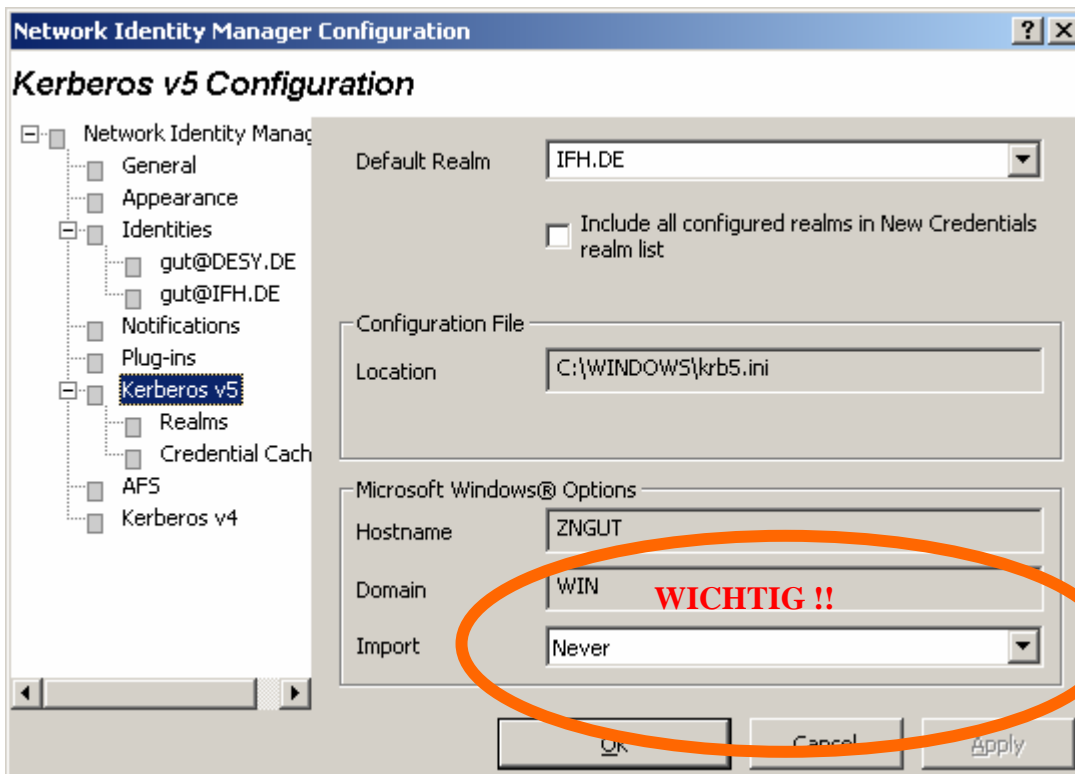 Network Identity Manager Configuration
Kerberos v5 Configuration
Network Identity Manag
General
Appearance
Identities
gut@DESY.DE
gut@IFH.DE
Notifications
Plug-ins
Kerberos v5
Realms
Credential Cach
AFS
Kerberos v4
Default Realm IFH.DE
Include all configured realms in New Credentials
realm list
Configuration File
Location C:\WINDOWS\krb5.ini
Microsoft Windows® Options
Hostname ZNGUT
Domain WIN WICHTIG !!
Import Never
OK Cancel Apply